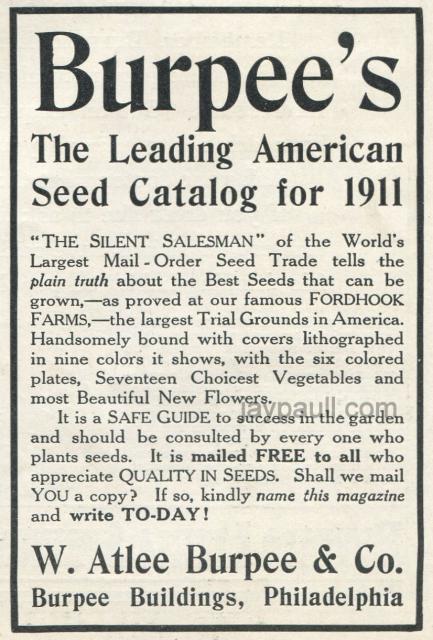 Burpee's
The Leading American
Seed Catalog for 1911
“THE SILENT SALESMAN” of the World's
Largest Mail-Order Seed Trade tells the
plain truth about the Best Seeds that can be
grown,—as proved at our famous FORDHOOK
FARMS,—the largest Trial Grounds in America.
Handsomely bound with covers lithographed
in nine colors it shows, with the six colored
plates, Seventeen Choicest Vegetables and
most Beautiful New Flowers.
jaypaull.com
It is a SAFE GUIDE to success in the garden
and should be consulted by every one who
plants seeds. It is mailed FREE to all who
appreciate QUALITY IN SEEDS. Shall we mail
YOU a copy? If so, kindly name this magazine
and write TO-DAY!
W. Atlee Burpee & Co.
Burpee Buildings, Philadelphia